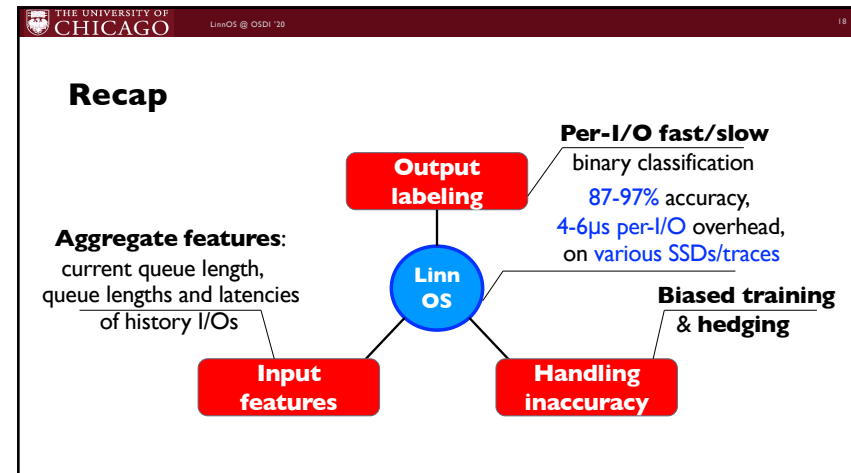 THE UNIVERSITY OF
CHICAGO
LinnOS @ OSDI '20
18
Recap
Output
labeling
Per-I/O fast/slow
binary classification
87-97% accuracy,
4-6µs per-I/O overhead,
on various SSDs/traces
Aggregate features:
current queue length,
queue lengths and latencies
of history I/Os
Linn
OS
Biased training
& hedging
Input
features
Handling
inaccuracy